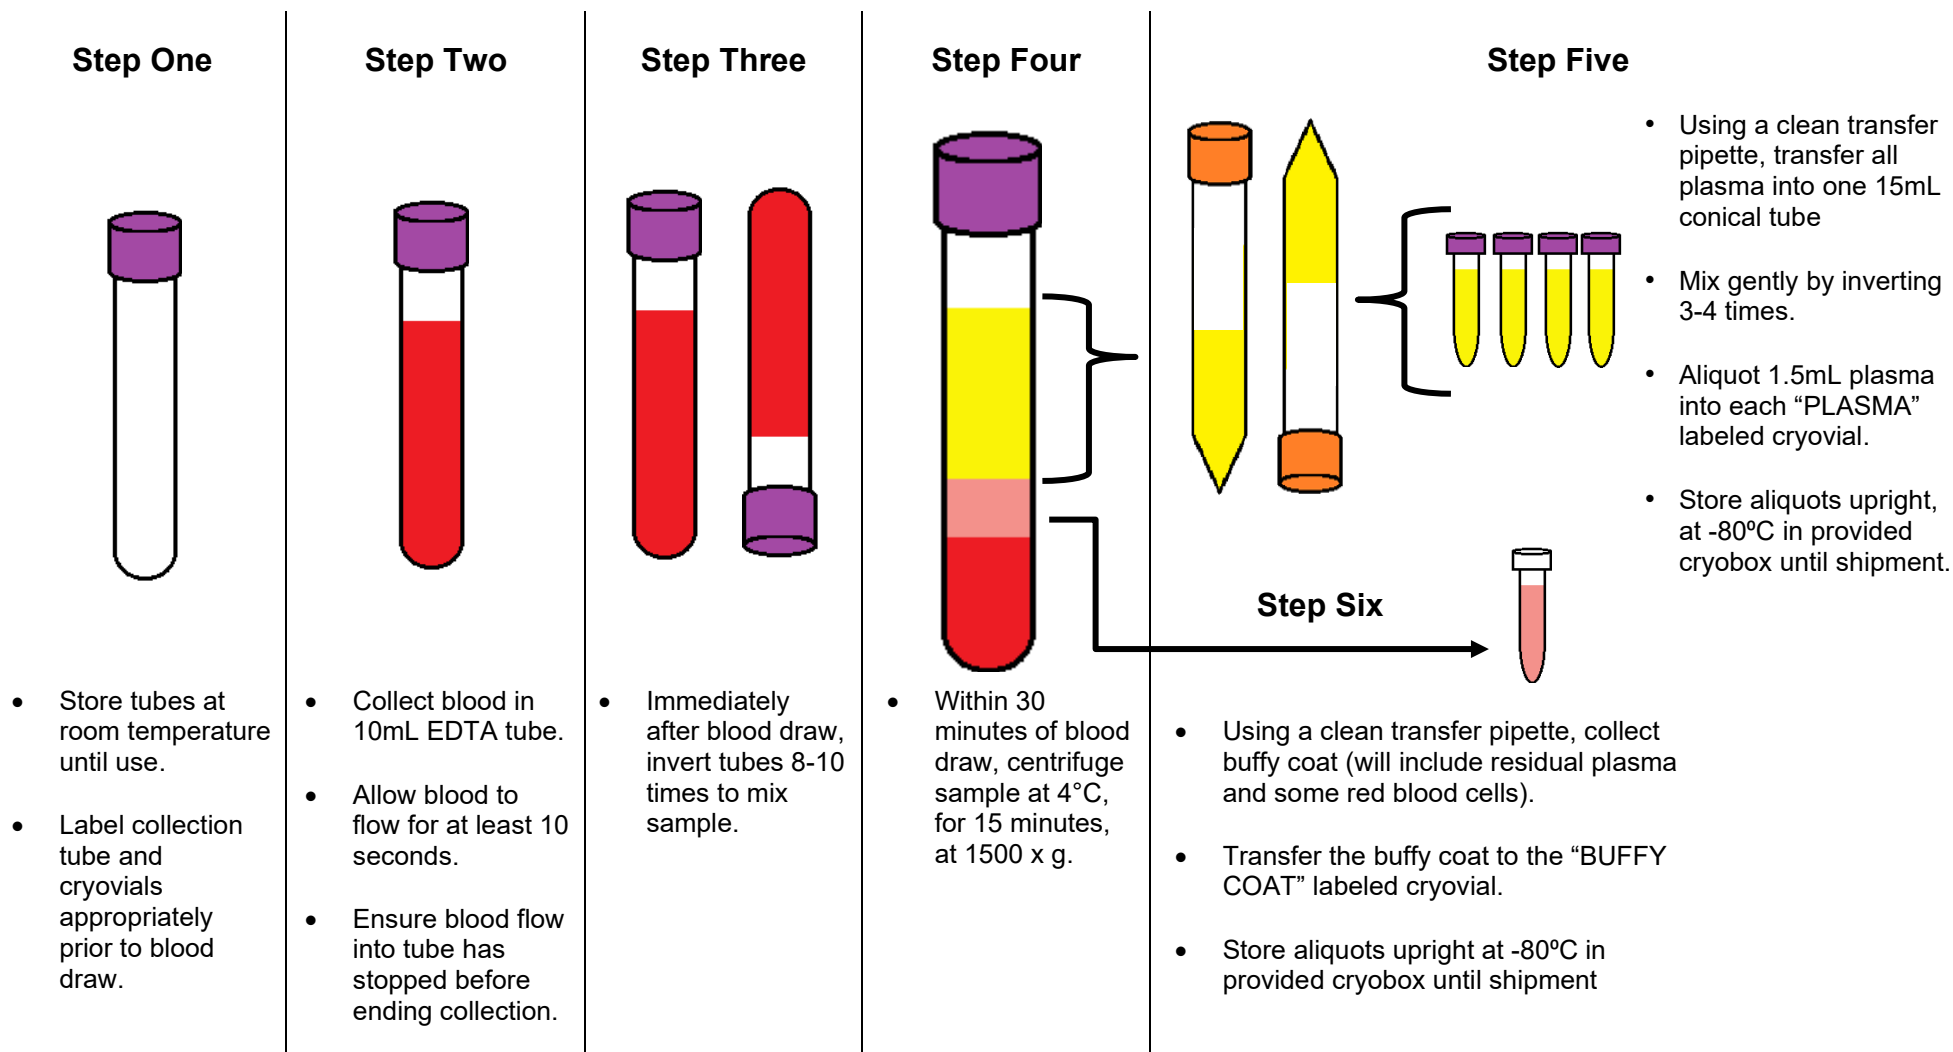 Step One
• Store tubes at
room temperature
until use.
• Label collection
tube and
cryovials
appropriately
prior to blood
draw.
Step Two
• Collect blood in
10mL EDTA tube.
• Allow blood to
flow for at least 10
seconds.
• Ensure blood flow
into tube has
stopped before
ending collection.
Step Three
• Immediately
after blood draw,
invert tubes 8-10
times to mix
sample.
Step Four
• Within 30
minutes of blood
draw, centrifuge
sample at 4°C,
for 15 minutes,
at 1500 x g.
Step Five
• Using a clean transfer
pipette, transfer all
plasma into one 15mL
conical tube
• Mix gently by inverting
3-4 times.
• Aliquot 1.5mL plasma
into each “PLASMA”
labeled cryovial.
• Store aliquots upright,
at -80ºC in provided
cryobox until shipment.
Step Six
• Using a clean transfer pipette, collect
buffy coat (will include residual plasma
and some red blood cells).
• Transfer the buffy coat to the “BUFFY
COAT” labeled cryovial.
• Store aliquots upright at -80ºC in
provided cryobox until shipment